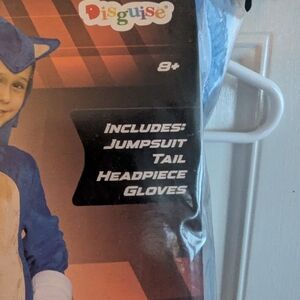 Disguise
8+
INCLUDES:
JUMPSUIT
TAIL
HEADPIECE
GLOVES